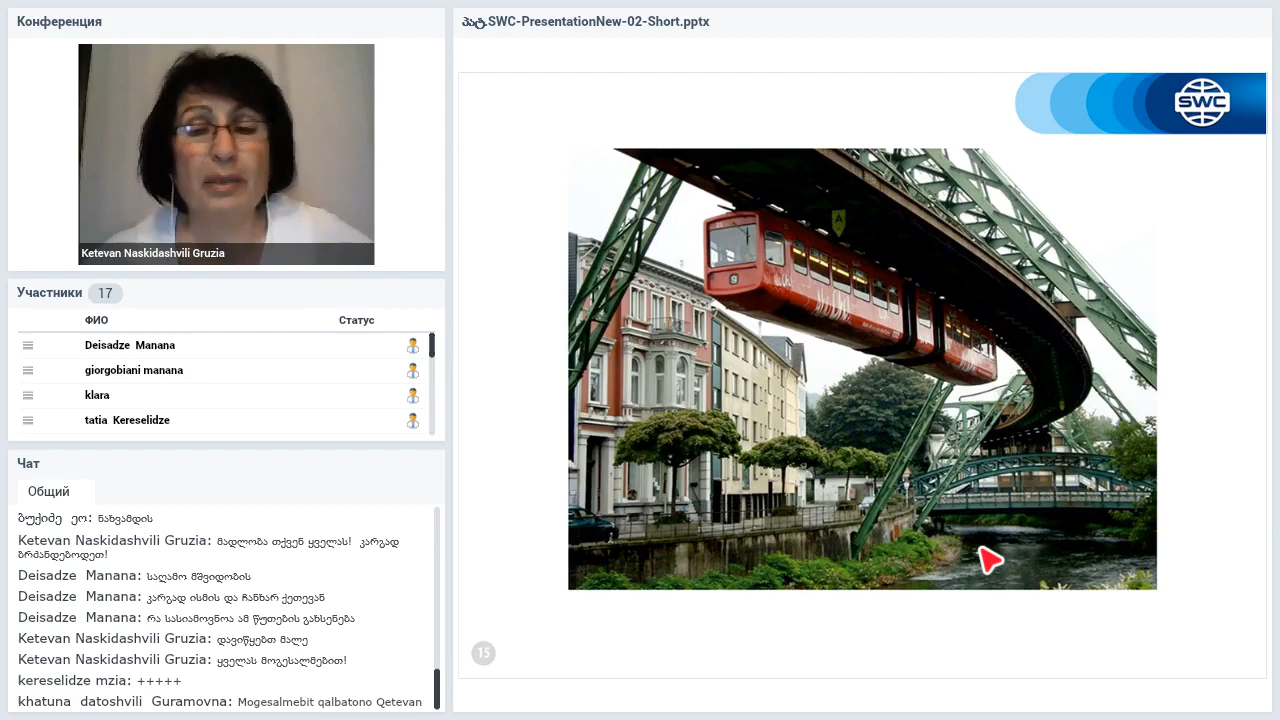 Конференция
Ketevan Naskidashvili Gruzia
Участники 17
ФИО Статус
Deisadze Manana
giorgobiani manana
klara
tatia Kereselidze
Чат
Общий
ბუქიძე ეო: ნახვამდის
Ketevan Naskidashvili Gruzia: მადლობა თქვენ ყველას! კარგად
ბრძანდებოდეთ!
Deisadze Manana: საღამო მშვიდობის
Deisadze Manana: კარგად ისმის და ჩანხარ ქეთევან
Deisadze Manana: რა სასიამოვნოა ამ წუთების გახსენება
Ketevan Naskidashvili Gruzia: დავიწყებთ მალე
Ketevan Naskidashvili Gruzia: ყველას მოგესალმებით!
kereselidze mzia: +++++
khatuna datoshvili Guramovna: Mogesalmebit qalbatono Qetevan
პატ.SWC-PresentationNew-02-Short.pptx
SWC
A
15